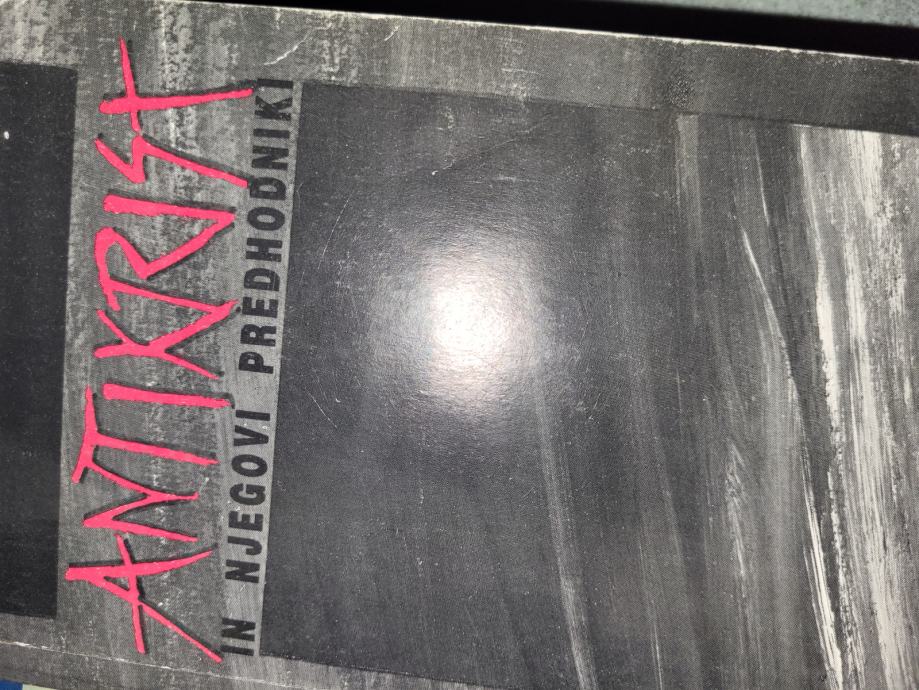 ANTIKRIST
IN NJEGOVI PREDHODNIKI